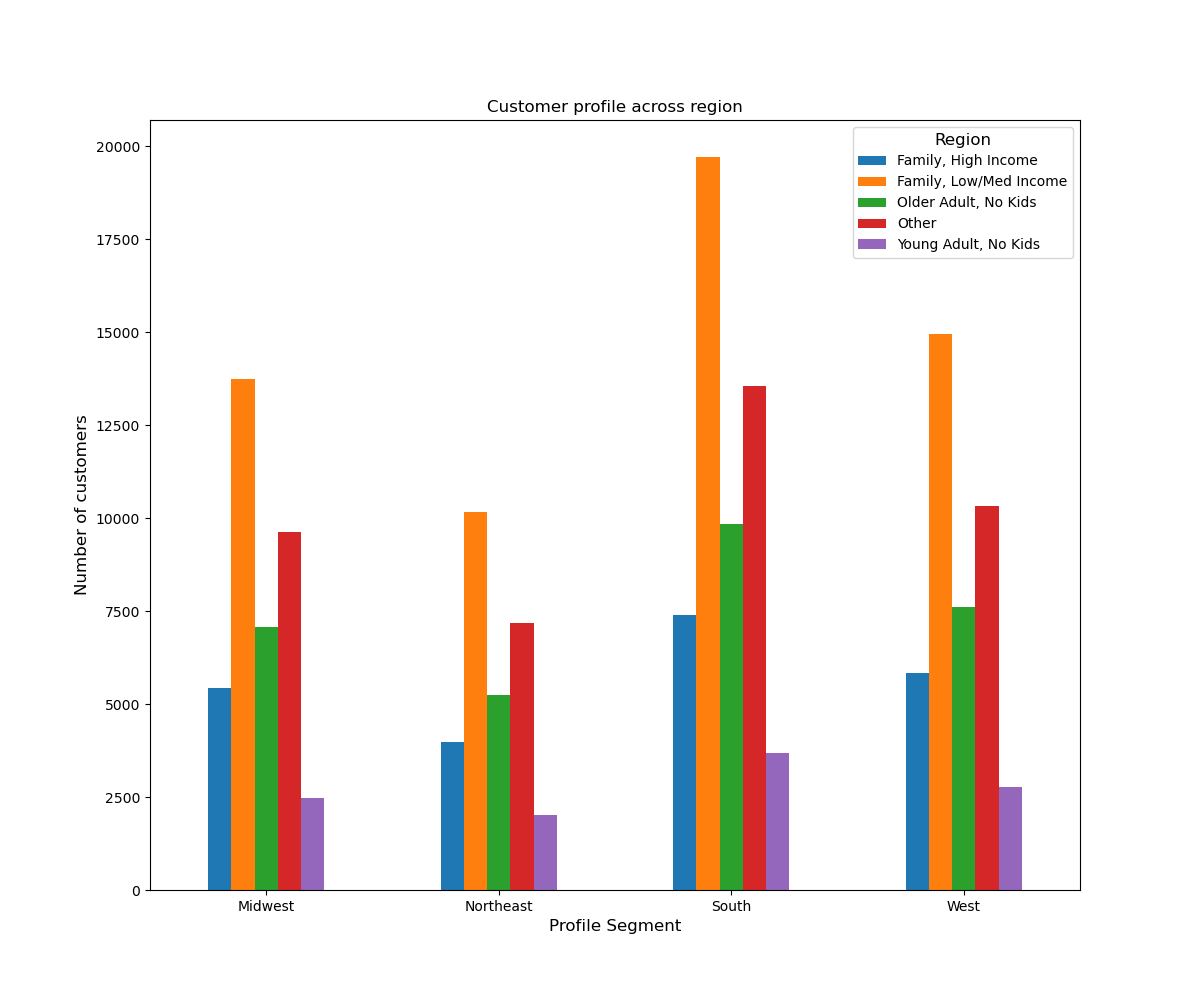 Customer profile across region
Region
Family, High Income
Family, Low/Med Income
Older Adult, No Kids
Other
Young Adult, No Kids
20000
17500
15000
12500
10000
7500
5000
2500
0
Number of customers
Midwest Northeast South West
Profile Segment